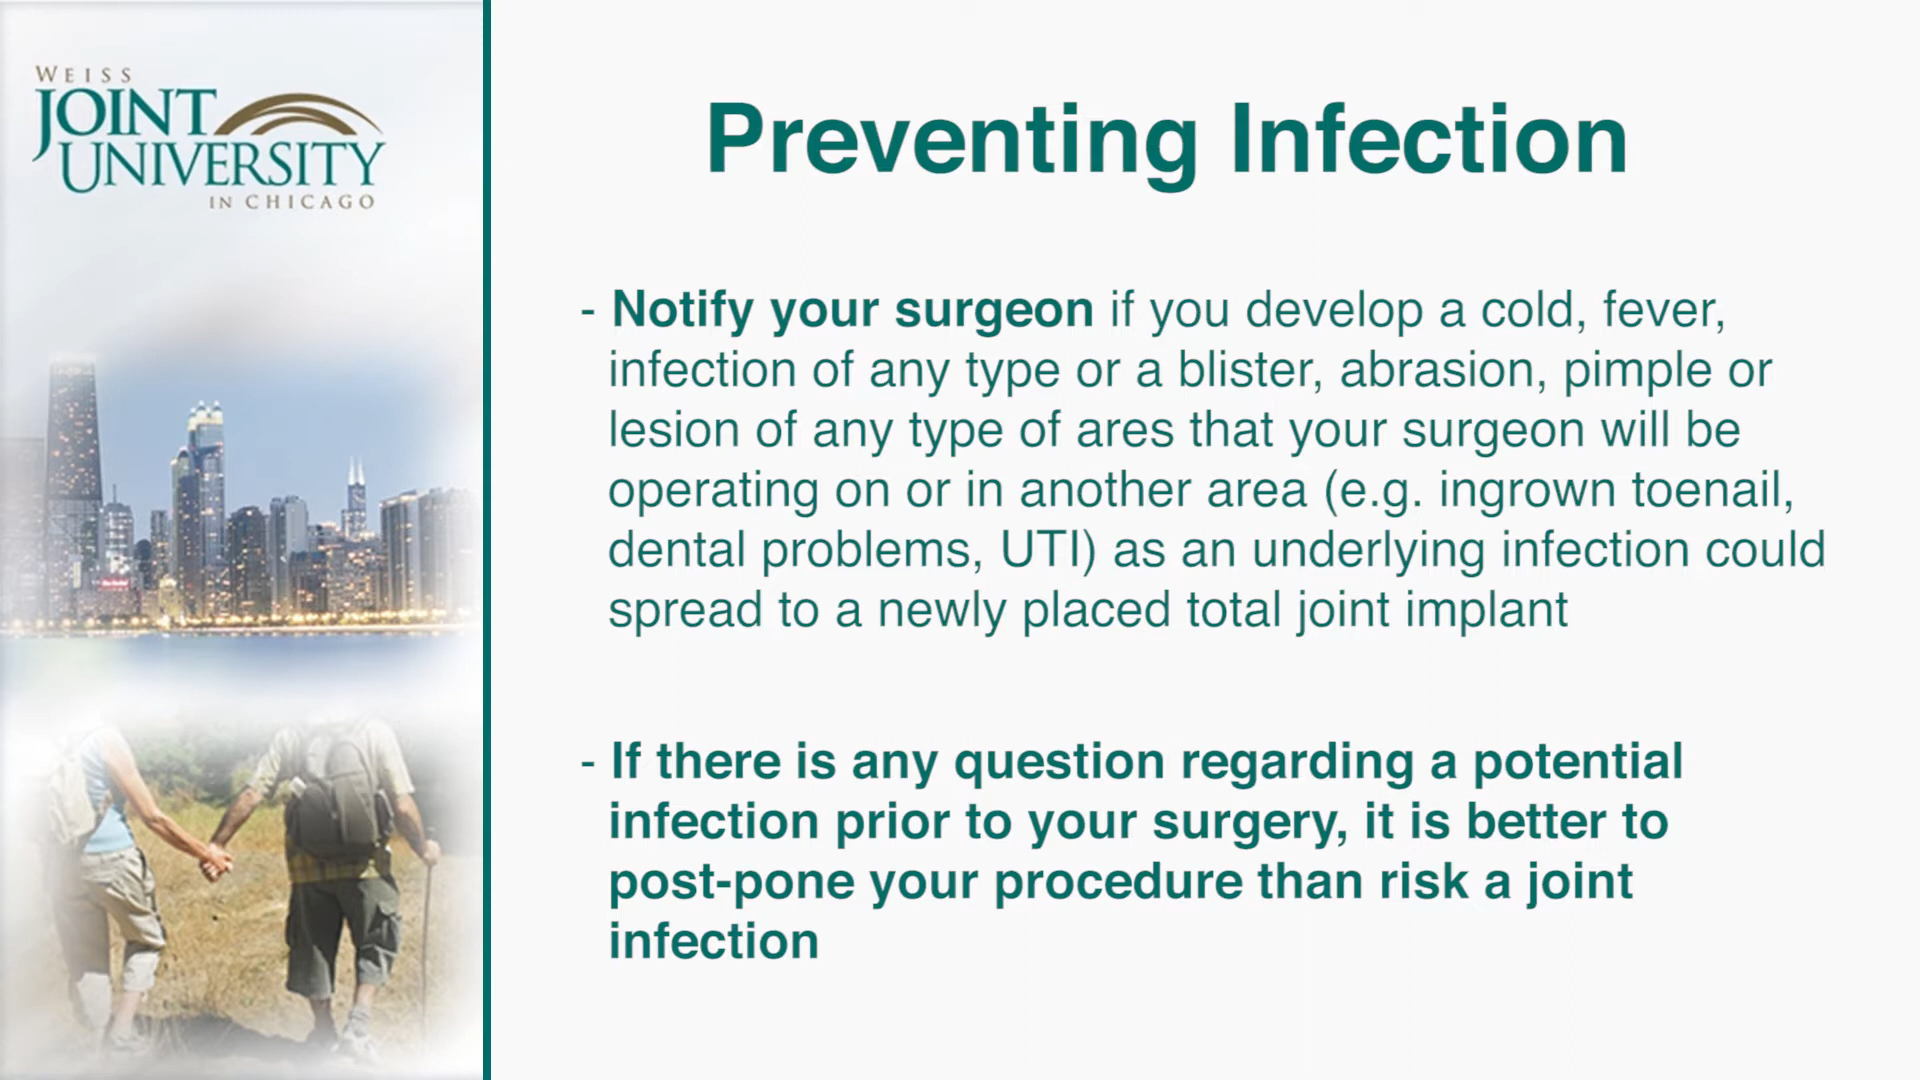 WEISS
JOINT
UNIVERSITY
IN CHICAGO
Preventing Infection
- Notify your surgeon if you develop a cold, fever,
infection of any type or a blister, abrasion, pimple or
lesion of any type of ares that your surgeon will be
operating on or in another area (e.g. ingrown toenail,
dental problems, UTI) as an underlying infection could
spread to a newly placed total joint implant
- If there is any question regarding a potential
infection prior to your surgery, it is better to
post-pone your procedure than risk a joint
infection